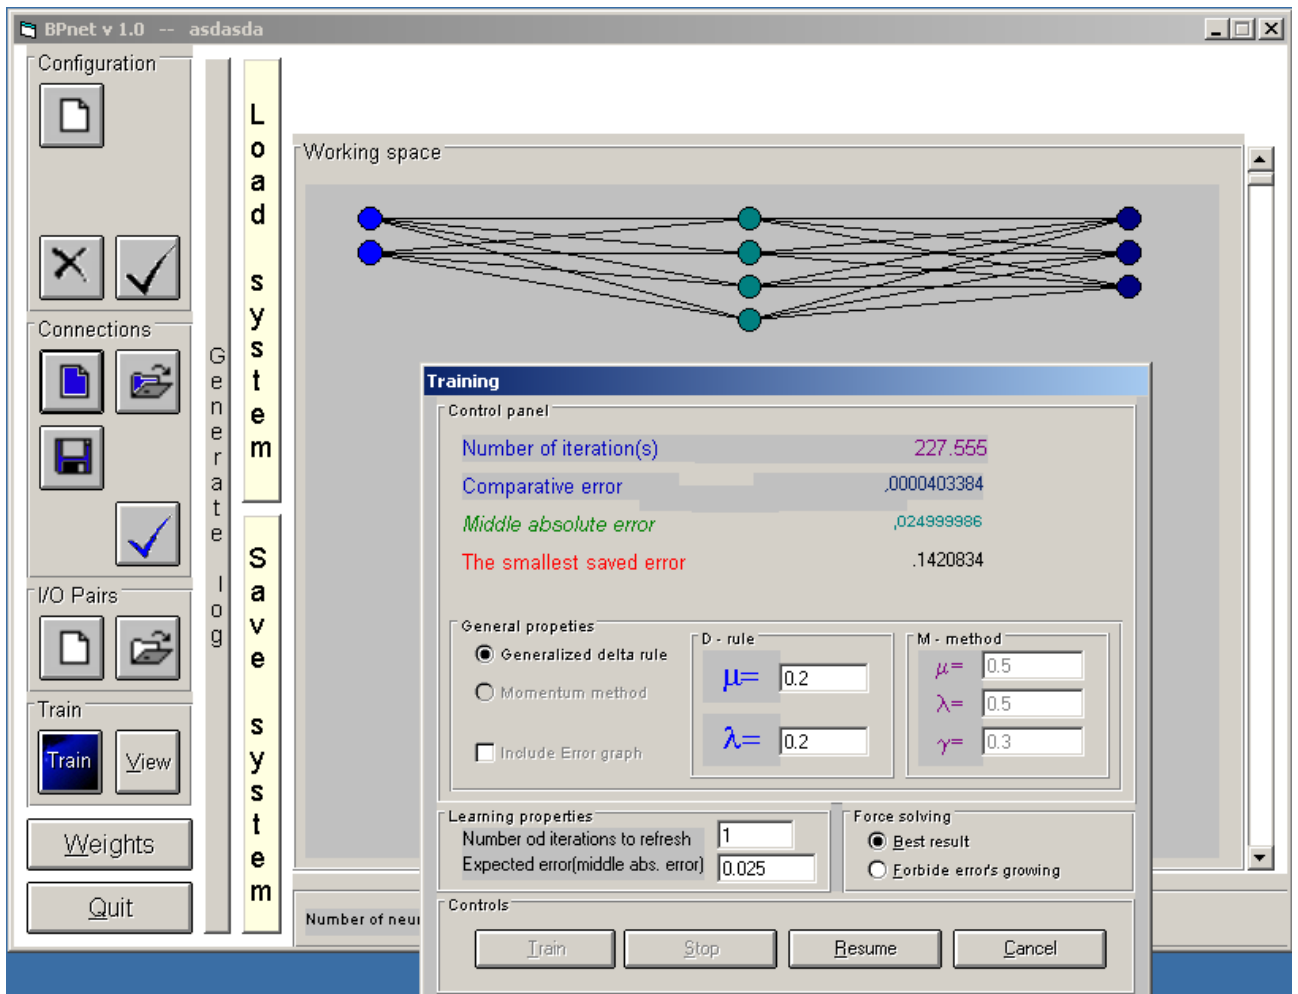 BPnet v 1.0 -- asdasda
Configuration
Connections
I/O Pairs
Train
Train
View
Weights
Quit
Generate log
Load system
Save system
Working space
Number of neu
Training
Control panel
Number of iteration(s) 227.555
Comparative error ,0000403384
Middle absolute error ,024999986
The smallest saved error .1420834
General propeties
Generalized delta rule
Momentum method
Include Error graph
D - rule
μ= 0.2
λ= 0.2
M - method
μ= 0.5
λ= 0.5
γ= 0.3
Learning properties
Number od iterations to refresh 1
Expected error(middle abs. error) 0.025
Force solving
Best result
Forbide error's growing
Controls
Train
Stop
Resume
Cancel